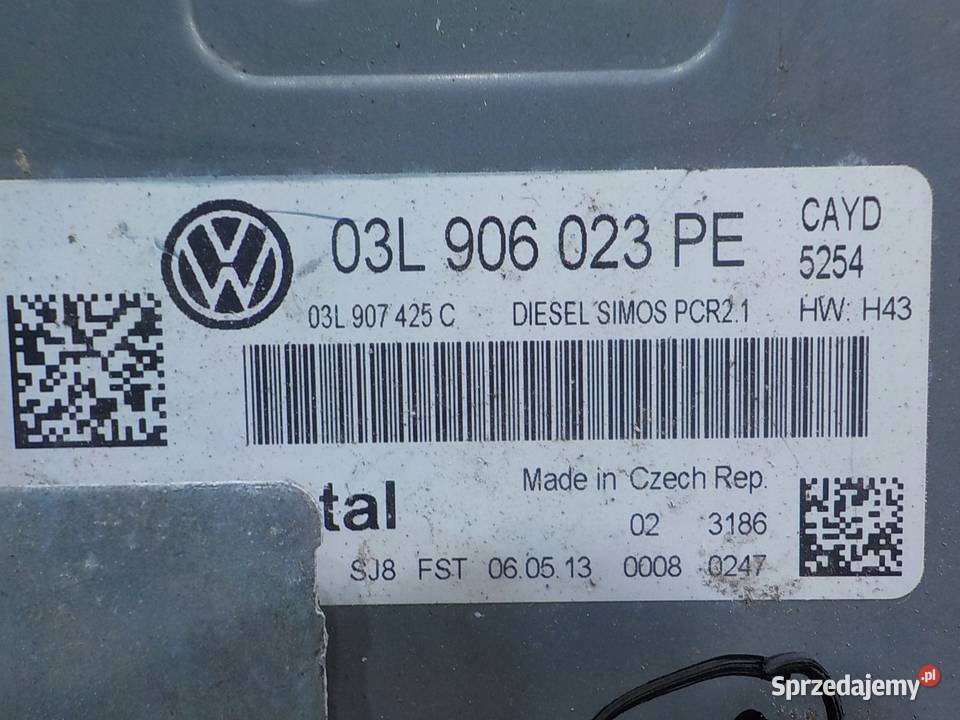 03L 906 023 PE CAYD
5254
03L 907 425 C DIESEL SIMOS PCR2.1 HW: H43
Made in Czech Rep.
tal
02 3186
SJ8 FST 06.05.13 0008 0247
Sprzedajemy.pl